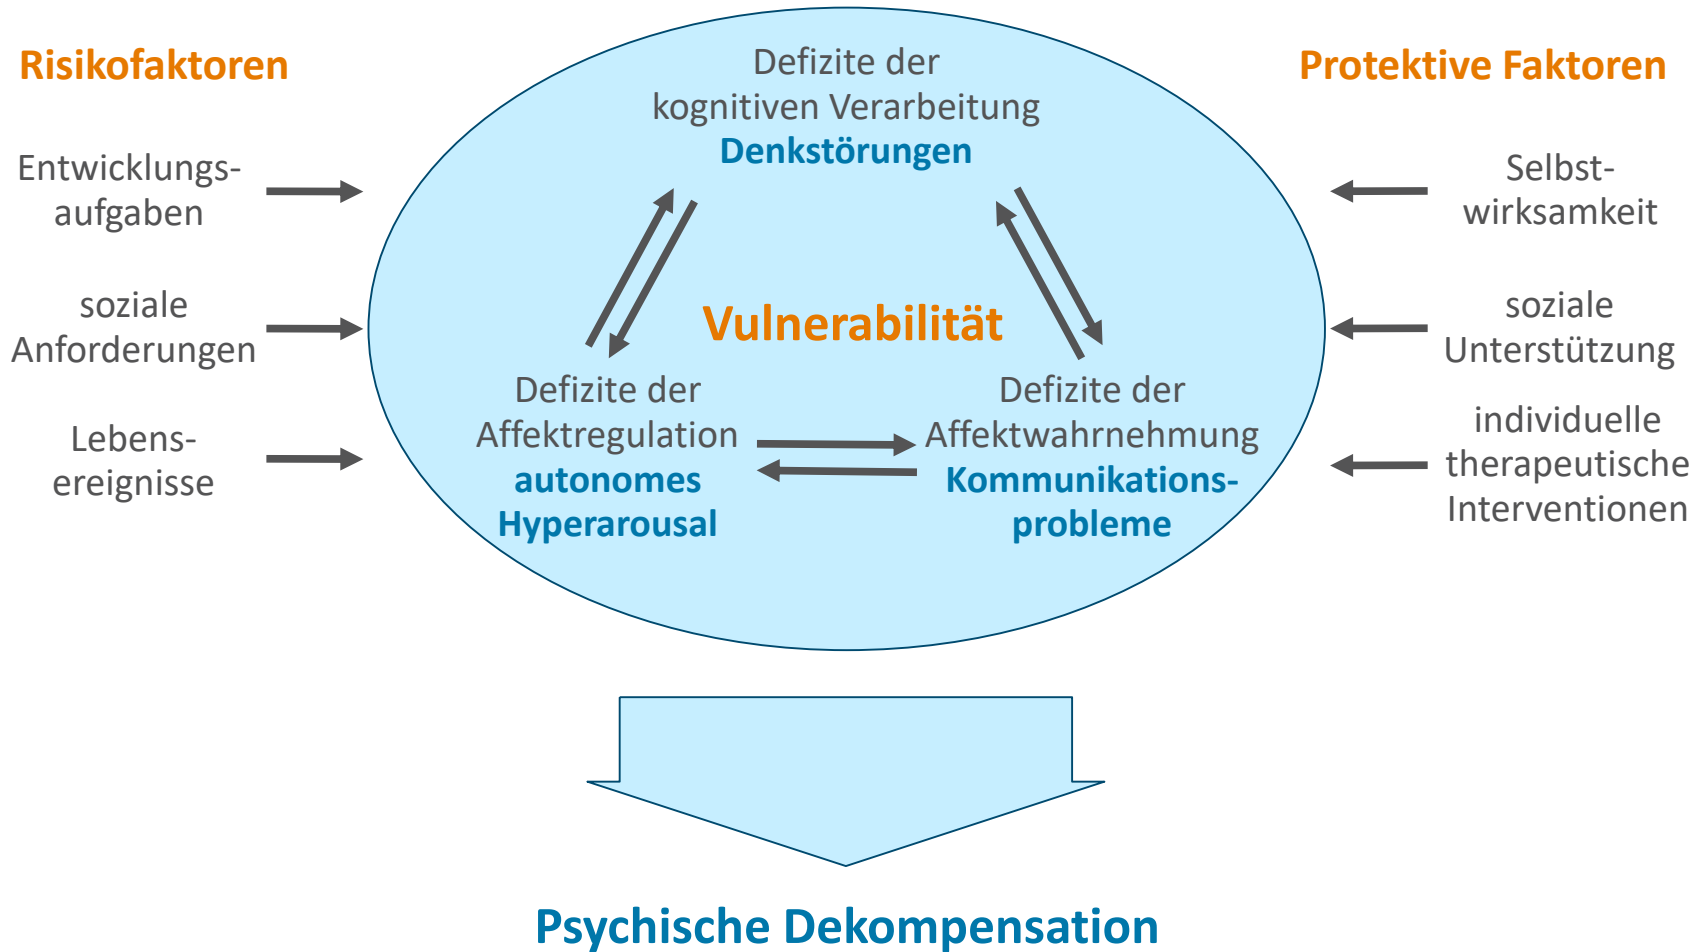 Risikofaktoren
Entwicklungs-
aufgaben
soziale
Anforderungen
Lebens-
ereignisse
Defizite der
kognitiven Verarbeitung
Denkstörungen
Vulnerabilität
Defizite der
Affektregulation
autonomes
Hyperarousal
Defizite der
Affektwahrnehmung
Kommunikations-
probleme
Protektive Faktoren
Selbst-
wirksamkeit
soziale
Unterstützung
individuelle
therapeutische
Interventionen
Psychische Dekompensation